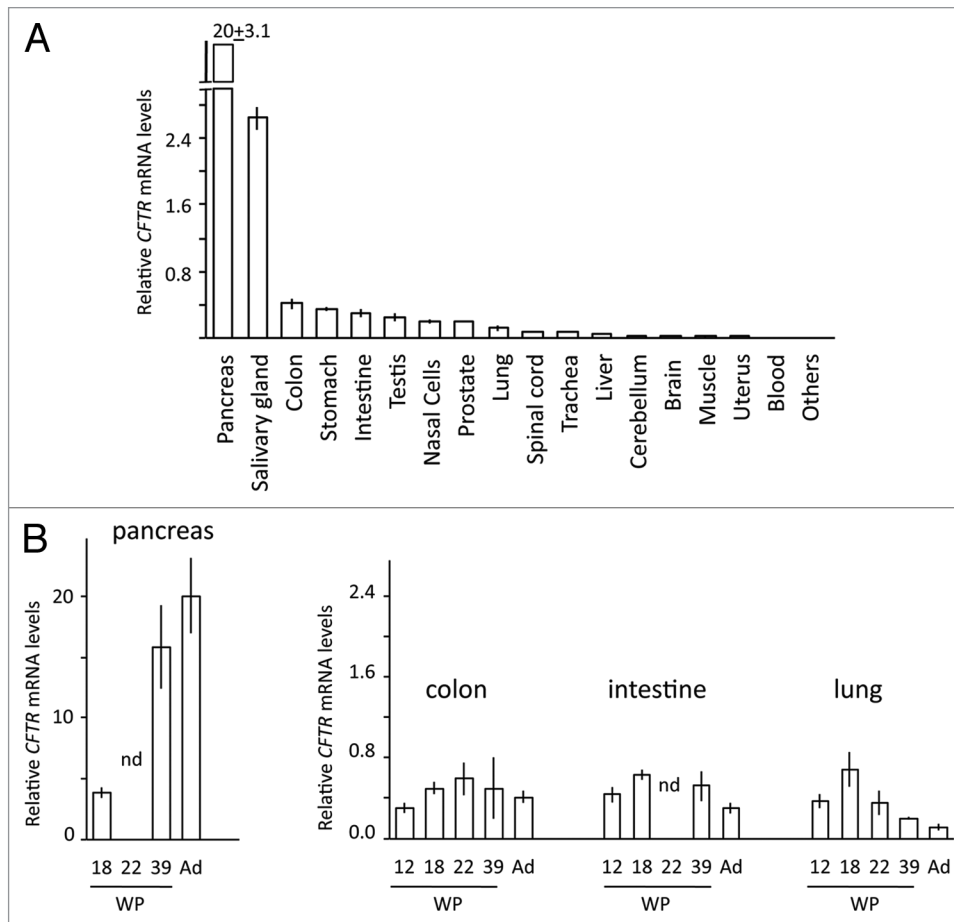 A
20±3.1
Relative CFTR mRNA levels
2.4
1.6
0.8
Pancreas
Salivary gland
Colon
Stomach
Intestine
Testis
Nasal Cells
Prostate
Lung
Spinal cord
Trachea
Liver
Cerebellum
Brain
Muscle
Uterus
Blood
Others
B
pancreas
Relative CFTR mRNA levels
20
10
0
nd
18 22 39 Ad
WP
Relative CFTR mRNA levels
2.4
1.6
0.8
0.0
colon
12 18 22 39 Ad
WP
intestine
nd
12 18 22 39 Ad
WP
lung
12 18 22 39 Ad
WP